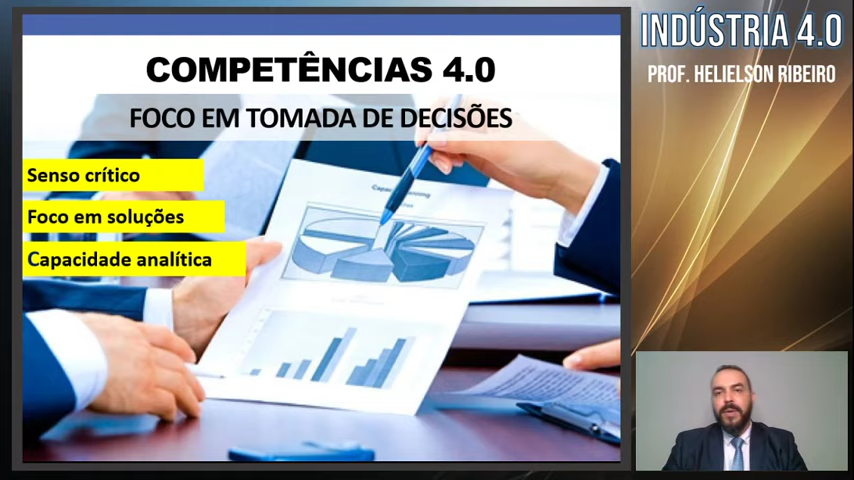 COMPETÊNCIAS 4.0
FOCO EM TOMADA DE DECISÕES
Senso crítico
Foco em soluções
Capacidade analítica
INDÚSTRIA 4.0
PROF. HELIELSON RIBEIRO